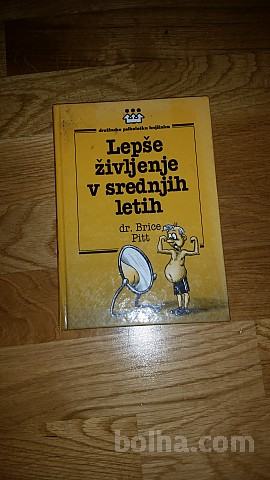 družinska psihološka knjižnica
Lepše
življenje
v srednjih
letih
dr. Brice
Pitt
bolha.com